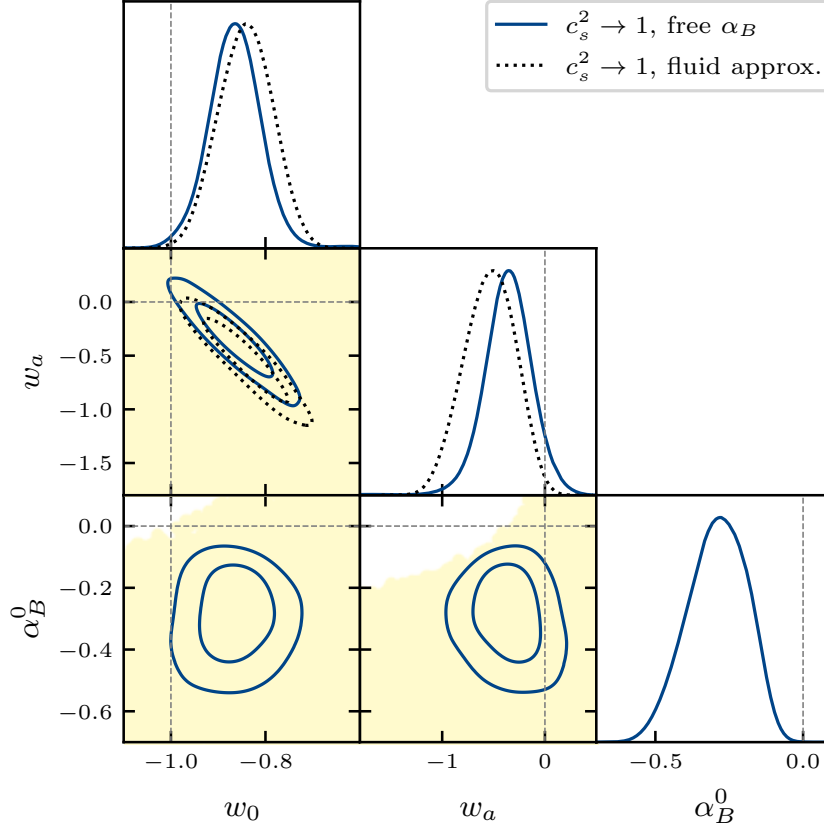 c_s^2 → 1, free α_B
c_s^2 → 1, fluid approx.
w_a
0.0
−0.5
−1.0
−1.5
α_B^0
0.0
−0.2
−0.4
−0.6
−1.0 −0.8
−1 0
−0.5 0.0
w_0
w_a
α_B^0